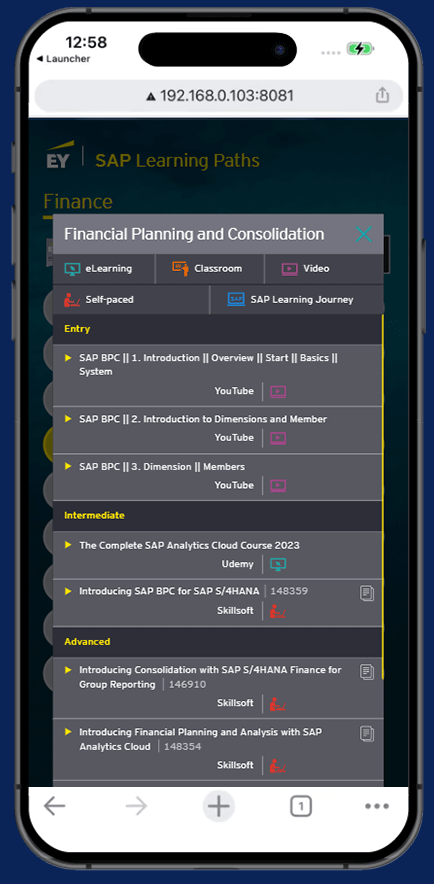 12:58
Launcher
192.168.0.103:8081
EY
SAP Learning Paths
Finance
Financial Planning and Consolidation
eLearning
Classroom
Video
Self-paced
SAP
SAP Learning Journey
Entry
SAP BPC || 1. Introduction || Overview || Start || Basics ||
System
YouTube
SAP BPC || 2. Introduction to Dimensions and Member
YouTube
SAP BPC || 3. Dimension || Members
YouTube
Intermediate
The Complete SAP Analytics Cloud Course 2023
Udemy
Introducing SAP BPC for SAP S/4HANA | 148359
Skillsoft
Advanced
Introducing Consolidation with SAP S/4HANA Finance for
Group Reporting | 146910
Skillsoft
Introducing Financial Planning and Analysis with SAP
Analytics Cloud | 148354
Skillsoft
1